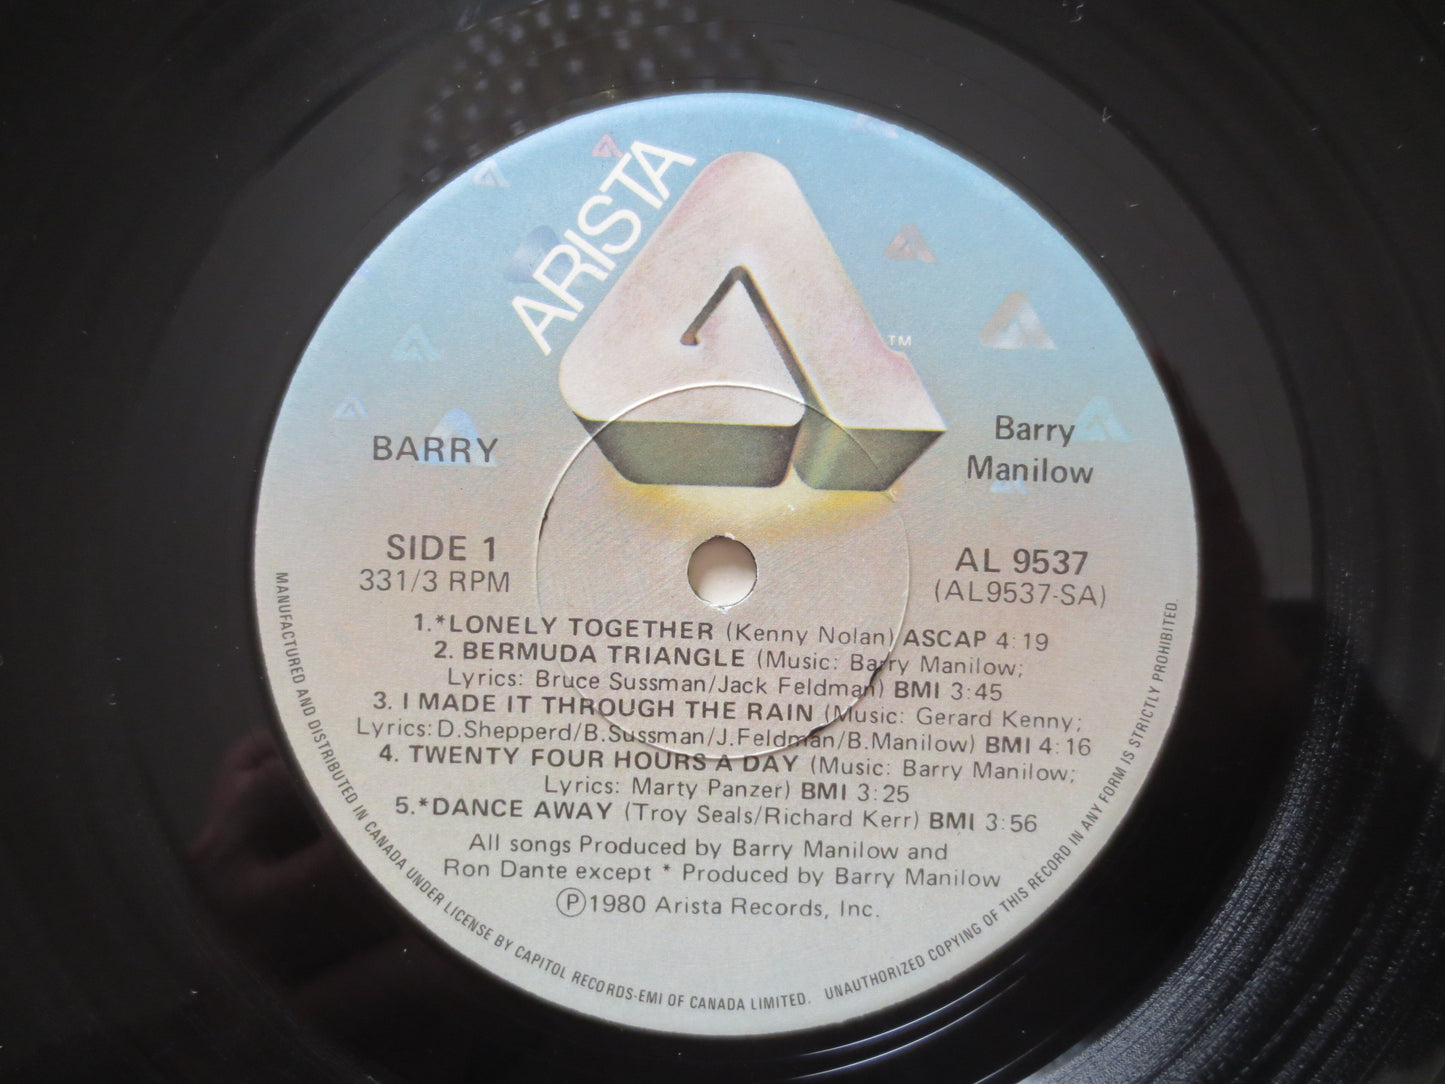 ARISTA
TM
BARRY
Barry
Manilow
SIDE 1
331/3 RPM
AL 9537
(AL9537-SA)
1.*LONELY TOGETHER (Kenny Nolan) ASCAP 4:19
2. BERMUDA TRIANGLE (Music: Barry Manilow;
Lyrics: Bruce Sussman/Jack Feldman) BMI 3:45
3. I MADE IT THROUGH THE RAIN (Music: Gerard Kenny;
Lyrics: D.Shepperd/B.Sussman/J.Feldman/B.Manilow) BMI 4:16
4. TWENTY FOUR HOURS A DAY (Music: Barry Manilow;
Lyrics: Marty Panzer) BMI 3:25
5.*DANCE AWAY (Troy Seals/Richard Kerr) BMI 3:56
All songs Produced by Barry Manilow and
Ron Dante except * Produced by Barry Manilow
Ⓟ1980 Arista Records, Inc.
MANUFACTURED AND DISTRIBUTED IN CANADA UNDER LICENSE BY CAPITOL RECORDS-EMI OF CANADA LIMITED. UNAUTHORIZED COPYING OF THIS RECORD IN ANY FORM IS STRICTLY PROHIBITED.